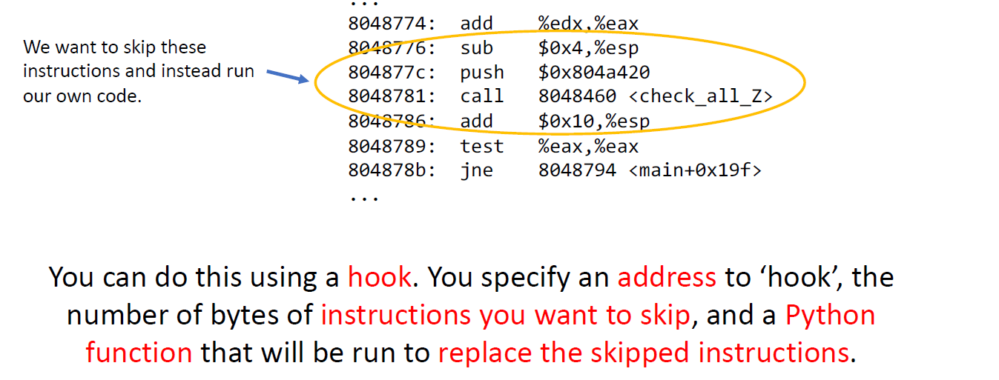 ...
8048774: add %edx,%eax
We want to skip these
instructions and instead run
our own code.
8048776: sub $0x4,%esp
804877c: push $0x804a420
8048781: call 8048460 <check_all_Z>
8048786: add $0x10,%esp
8048789: test %eax,%eax
804878b: jne 8048794 <main+0x19f>
...
You can do this using a hook. You specify an address to ‘hook’, the
number of bytes of instructions you want to skip, and a Python
function that will be run to replace the skipped instructions.